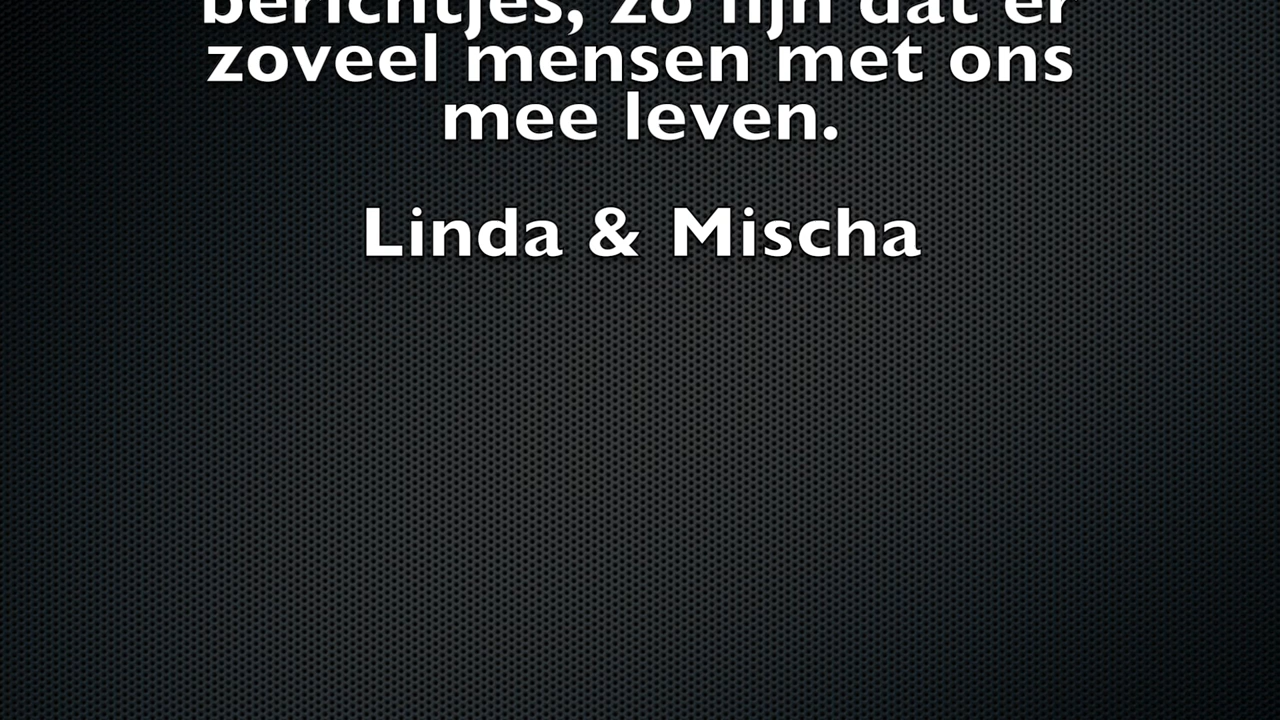 berichtjes, zo fijn dat er
zoveel mensen met ons
mee leven.
Linda & Mischa